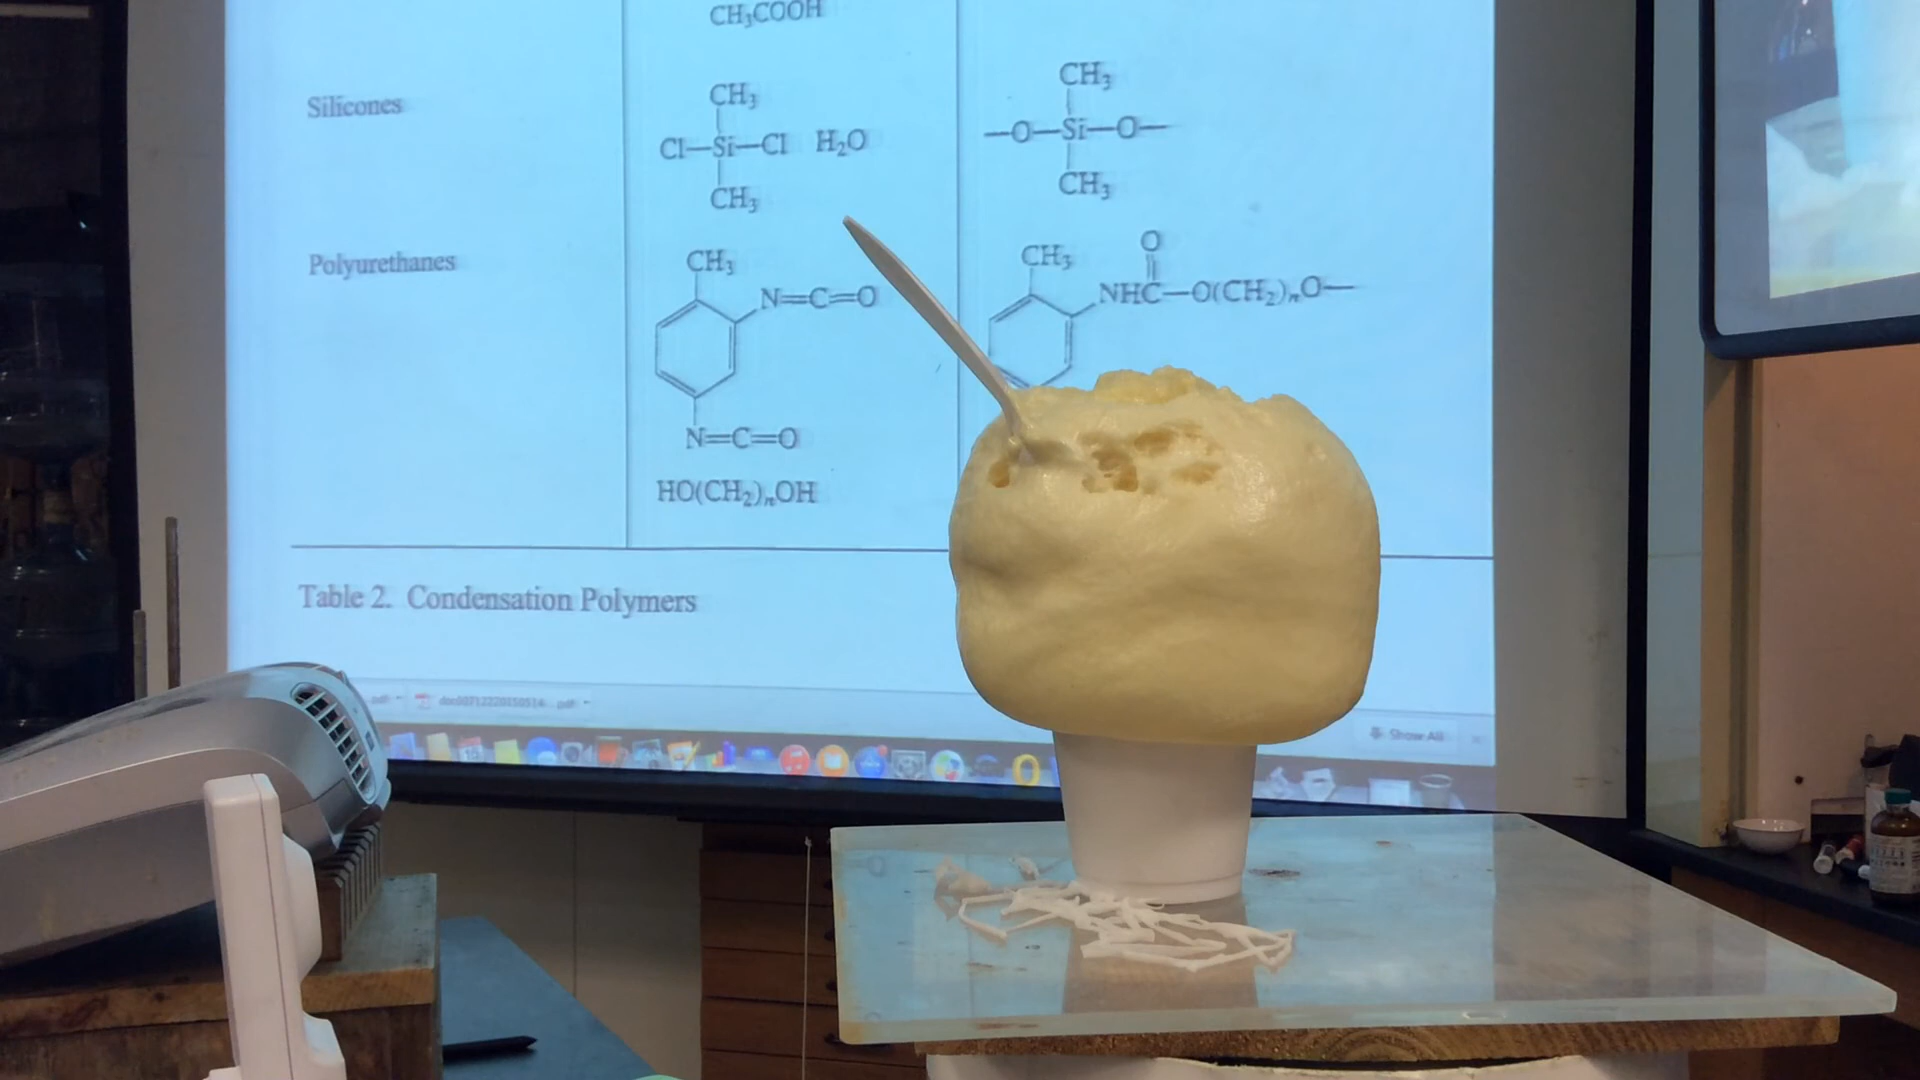 CH₃COOH
Silicones
CH₃
Cl—Si—Cl H₂O
CH₃
CH₃
—O—Si—O—
CH₃
Polyurethanes
CH₃
N=C=O
N=C=O
HO(CH₂)ₙOH
O
CH₃
NHC—O(CH₂)ₙO—
Table 2. Condensation Polymers
Show All